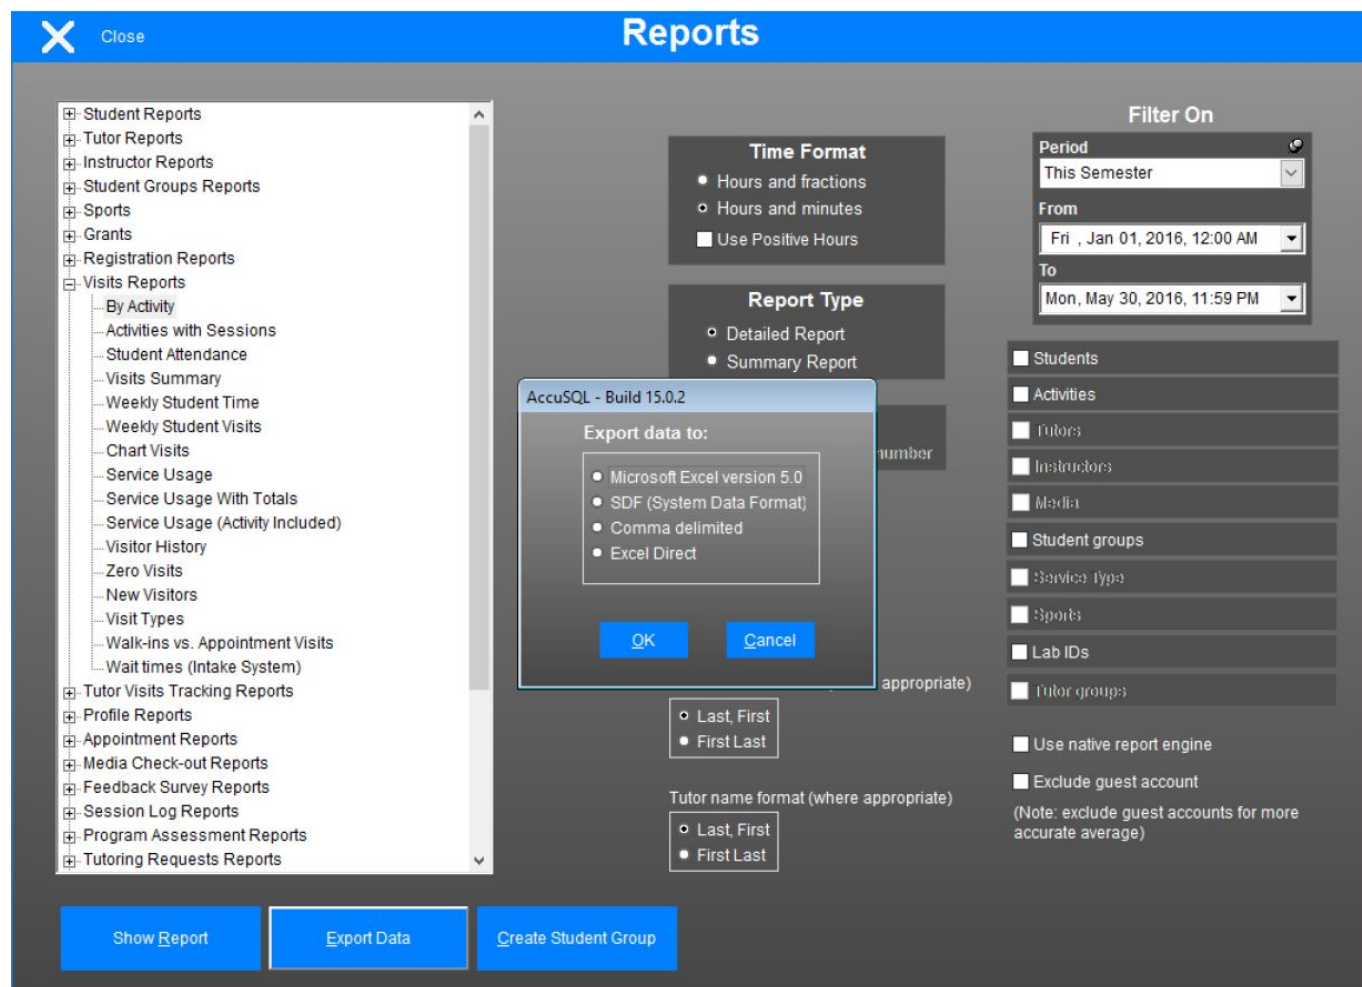 Close
Reports
Student Reports
Tutor Reports
Instructor Reports
Student Groups Reports
Sports
Grants
Registration Reports
Visits Reports
By Activity
Activities with Sessions
Student Attendance
Visits Summary
Weekly Student Time
Weekly Student Visits
Chart Visits
Service Usage
Service Usage With Totals
Service Usage (Activity Included)
Visitor History
Zero Visits
New Visitors
Visit Types
Walk-ins vs. Appointment Visits
Wait times (Intake System)
Tutor Visits Tracking Reports
Profile Reports
Appointment Reports
Media Check-out Reports
Feedback Survey Reports
Session Log Reports
Program Assessment Reports
Tutoring Requests Reports
Time Format
Hours and fractions
Hours and minutes
Use Positive Hours
Report Type
Detailed Report
Summary Report
number
AccuSQL - Build 15.0.2
Export data to:
Microsoft Excel version 5.0
SDF (System Data Format)
Comma delimited
Excel Direct
OK
Cancel
appropriate)
Last, First
First Last
Tutor name format (where appropriate)
Last, First
First Last
Filter On
Period
This Semester
From
Fri , Jan 01, 2016, 12:00 AM
To
Mon, May 30, 2016, 11:59 PM
Students
Activities
Tutors
Instructors
Media
Student groups
Service Type
Sports
Lab IDs
Tutor groups
Use native report engine
Exclude guest account
(Note: exclude guest accounts for more
accurate average)
Show Report
Export Data
Create Student Group